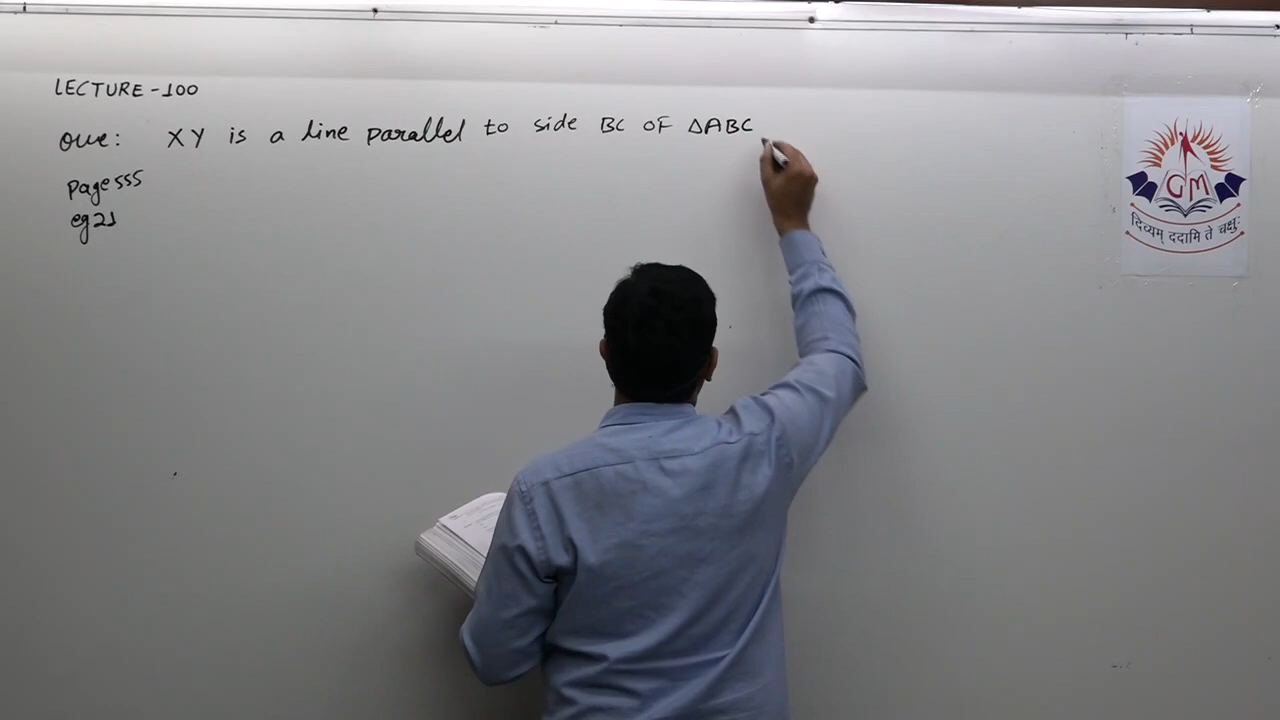 LECTURE - 100
Que: XY is a line parallel to side BC OF ΔABC
Page 555
eg 21
GM
दिव्यम् ददामि ते चक्षुः